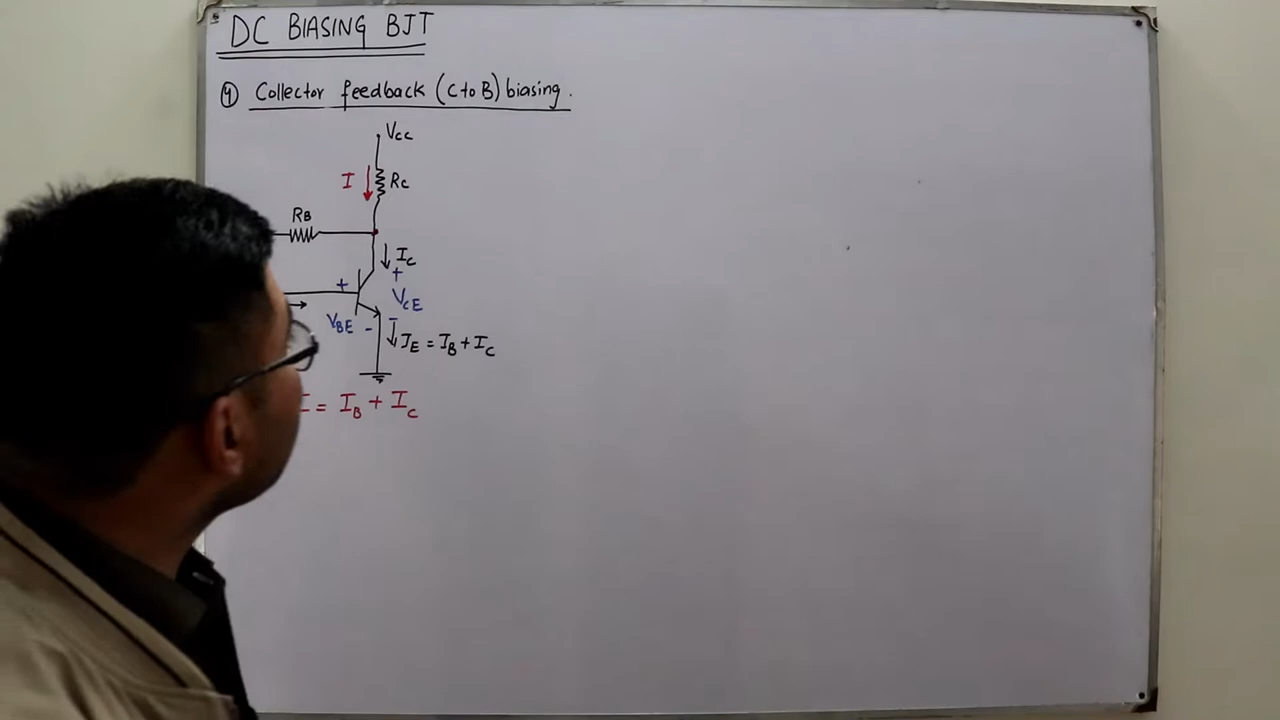 DC BIASING BJT
4 Collector feedback (C to B) biasing.
VCC
I
RC
RB
IC
+
+
VCE
VBE -
-
IE = IB + IC
I = IB + IC